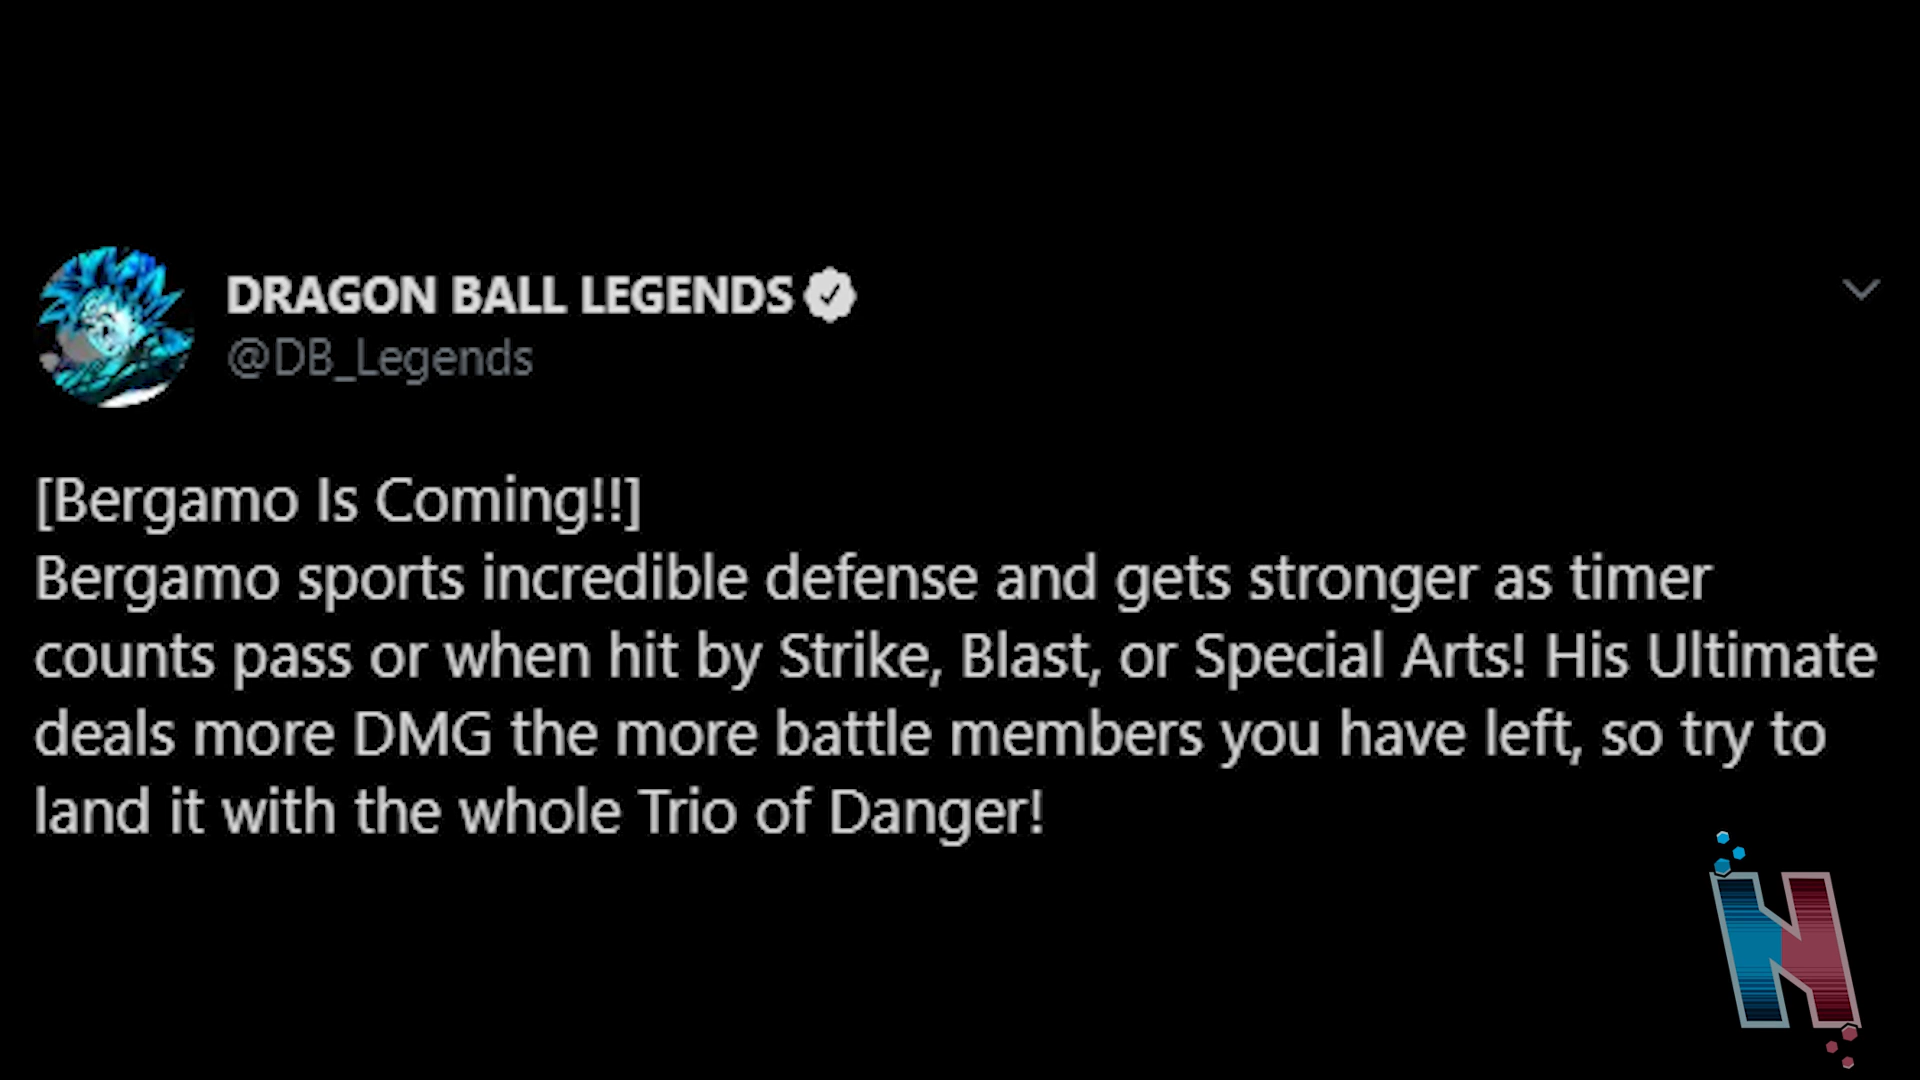 DRAGON BALL LEGENDS
@DB_Legends
[Bergamo Is Coming!!]
Bergamo sports incredible defense and gets stronger as timer
counts pass or when hit by Strike, Blast, or Special Arts! His Ultimate
deals more DMG the more battle members you have left, so try to
land it with the whole Trio of Danger!
N